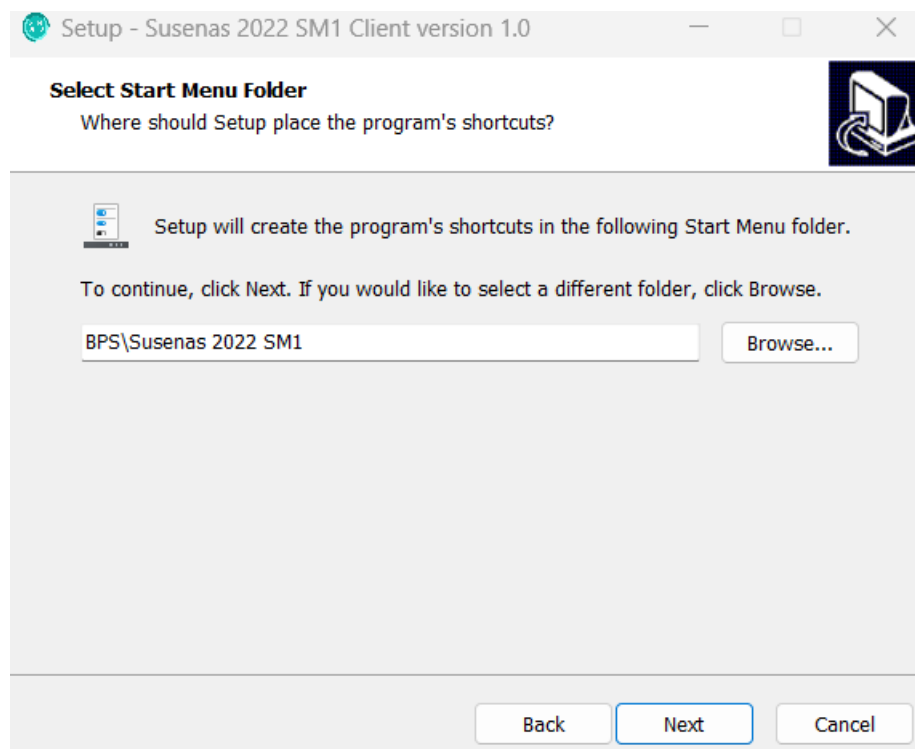 Setup - Susenas 2022 SM1 Client version 1.0
Select Start Menu Folder
Where should Setup place the program's shortcuts?
Setup will create the program's shortcuts in the following Start Menu folder.
To continue, click Next. If you would like to select a different folder, click Browse.
BPS\Susenas 2022 SM1
Browse...
Back
Next
Cancel